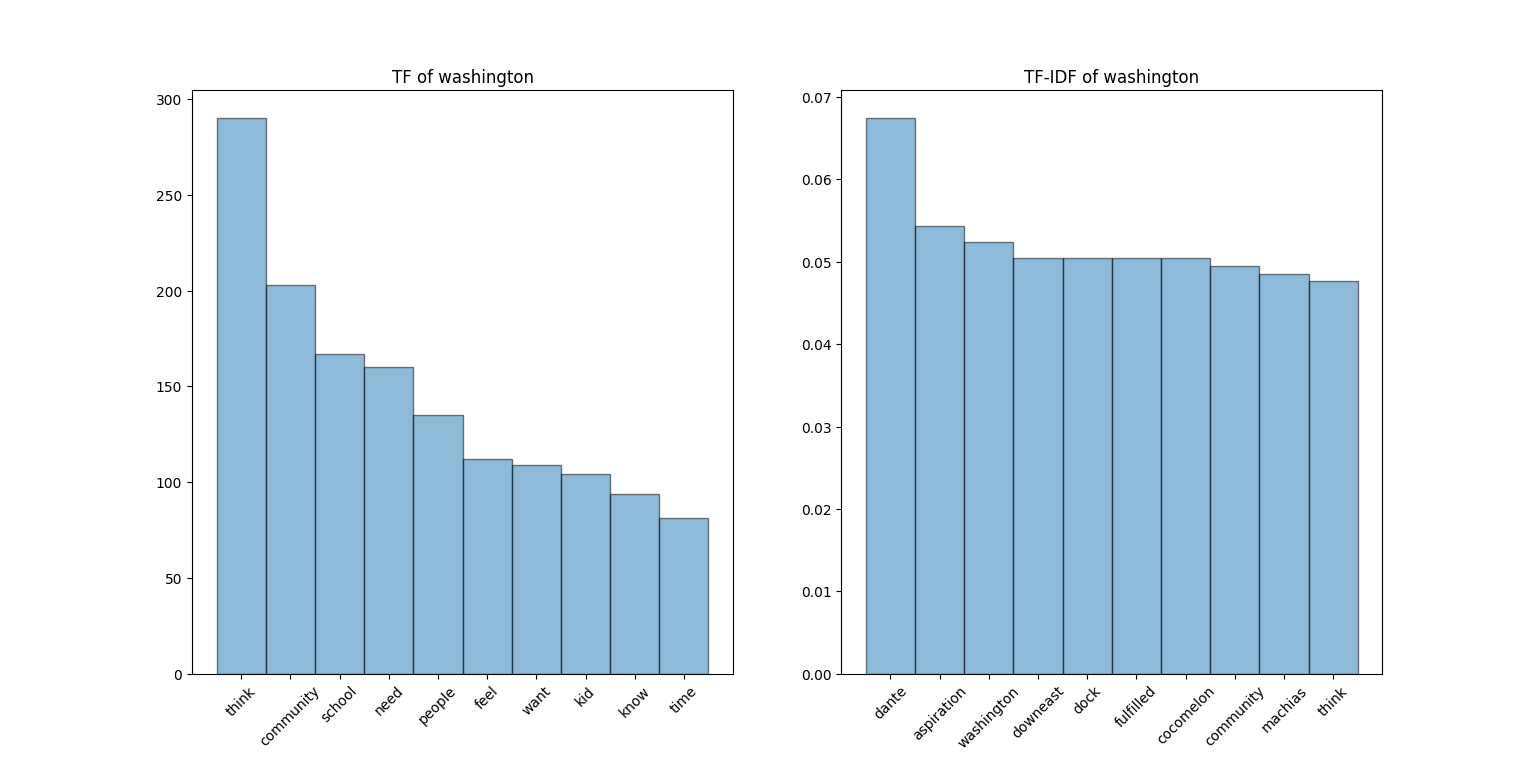 TF of washington
300
250
200
150
100
50
0
think
community
school
need
people
feel
want
kid
know
time
TF-IDF of washington
0.07
0.06
0.05
0.04
0.03
0.02
0.01
0.00
dante
aspiration
washington
downeast
dock
fulfilled
cocomelon
community
machias
think